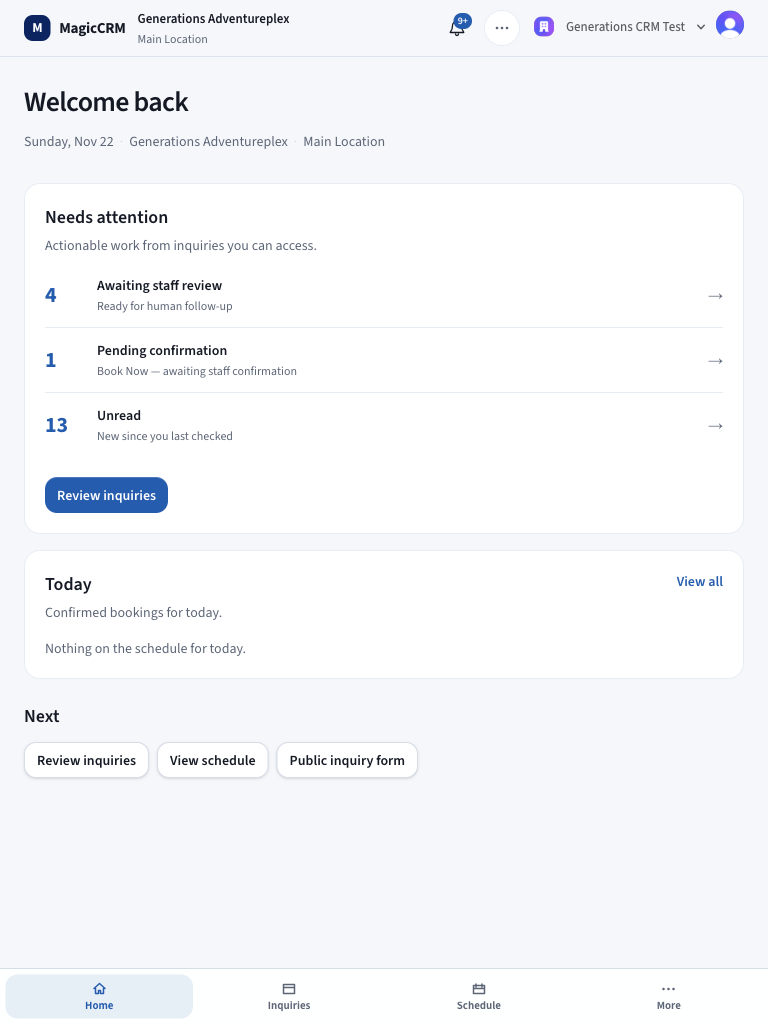 M MagicCRM
Generations Adventureplex
Main Location
9+
Generations CRM Test
Welcome back
Sunday, Nov 22 · Generations Adventureplex · Main Location
Needs attention
Actionable work from inquiries you can access.
4
Awaiting staff review
Ready for human follow-up
→
1
Pending confirmation
Book Now — awaiting staff confirmation
→
13
Unread
New since you last checked
→
Review inquiries
Today
View all
Confirmed bookings for today.
Nothing on the schedule for today.
Next
Review inquiries
View schedule
Public inquiry form
Home
Inquiries
Schedule
More